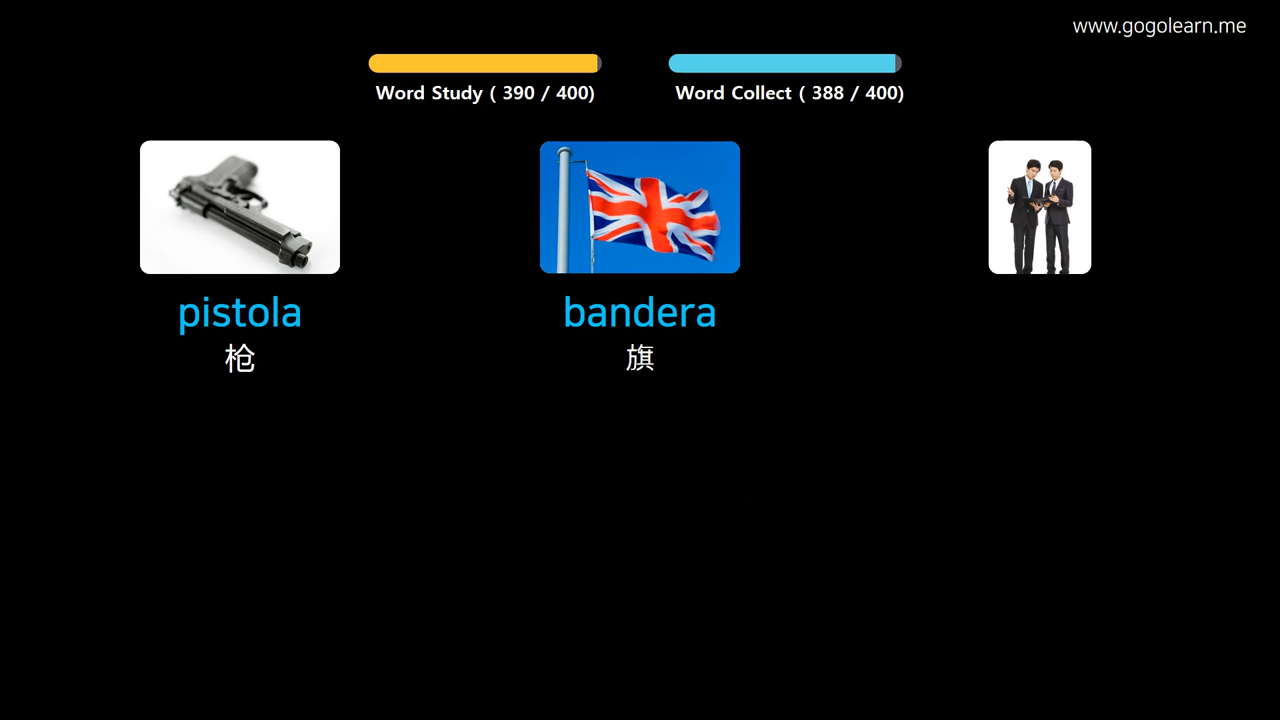 www.gogolearn.me
Word Study ( 390 / 400)
Word Collect ( 388 / 400)
pistola
枪
bandera
旗